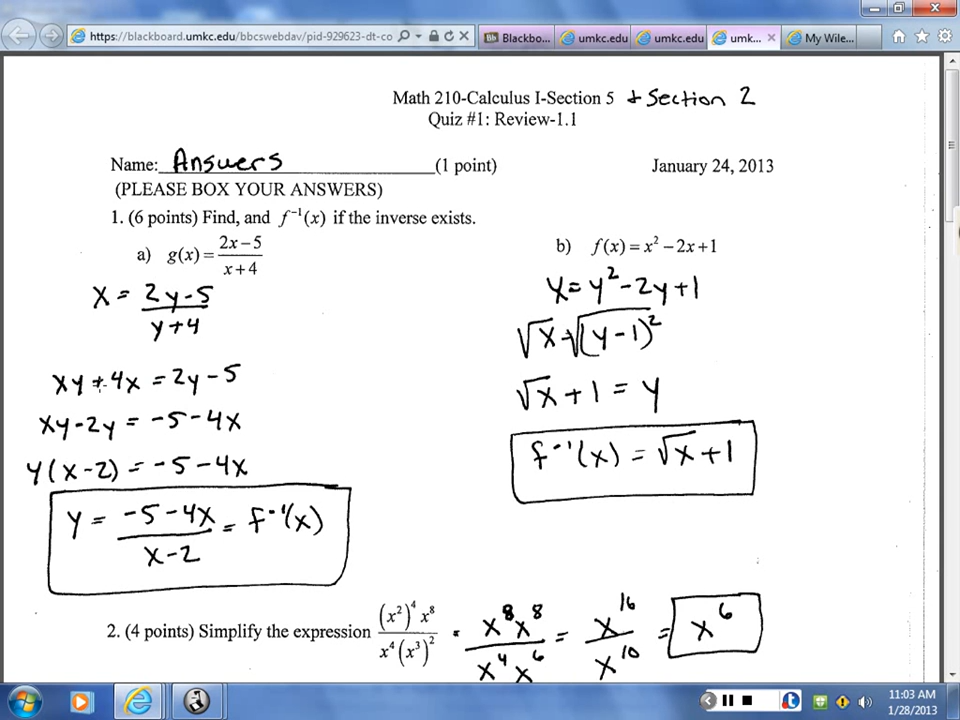 https://blackboard.umkc.edu/bbcswebdav/pid-929623-dt-co
Blackbo...
umkc.edu
umkc.edu
umk...
My Wile...
Math 210-Calculus I-Section 5 + Section 2
Quiz #1: Review-1.1
Name: Answers (1 point) January 24, 2013
(PLEASE BOX YOUR ANSWERS)
1. (6 points) Find, and f⁻¹(x) if the inverse exists.
a) g(x) = (2x-5)/(x+4)
x = (2y-5)/(y+4)
xy + 4x = 2y - 5
xy - 2y = -5 - 4x
y(x-2) = -5 - 4x
y = (-5-4x)/(x-2) = f⁻¹(x)
b) f(x) = x² - 2x + 1
x = y² - 2y + 1
√x = √(y-1)²
√x + 1 = y
f⁻¹(x) = √x + 1
2. (4 points) Simplify the expression (x²)⁴x⁸/x⁴(x³)² = x⁸x⁸/x⁴x⁶ = x¹⁶/x¹⁰ = x⁶
11:03 AM
1/28/2013